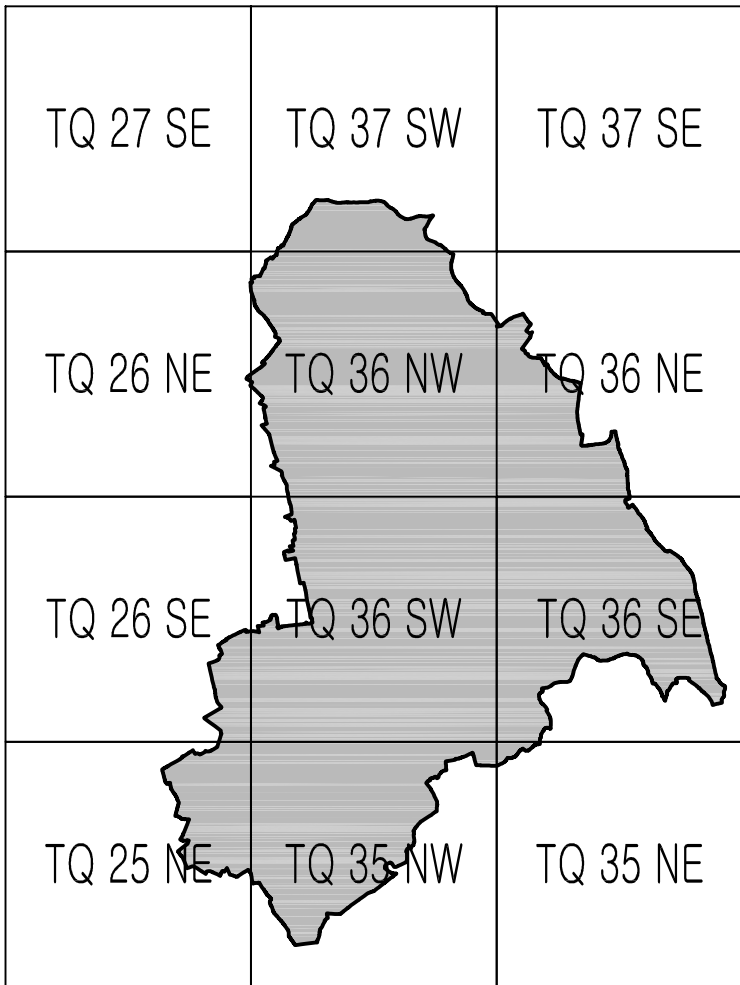 TQ 27 SE TQ 37 SW TQ 37 SE
TQ 26 NE TQ 36 NW TQ 36 NE
TQ 26 SE TQ 36 SW TQ 36 SE
TQ 25 NE TQ 35 NW TQ 35 NE